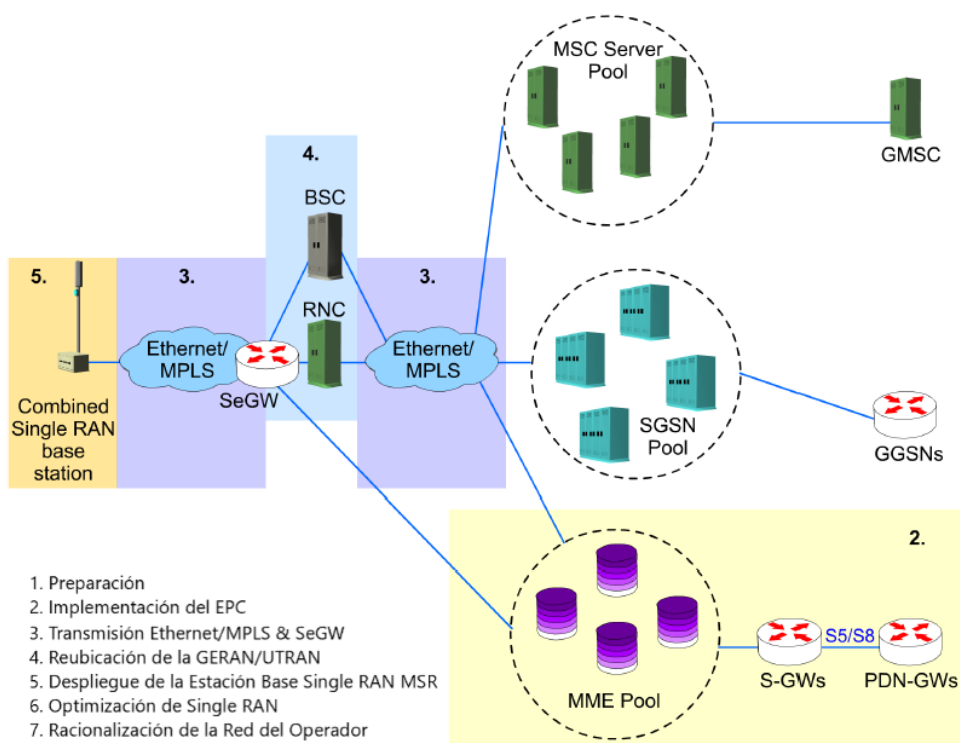 MSC Server
Pool
GMSC
4.
BSC
5.
3.
3.
RNC
Ethernet/
MPLS
SeGW
Ethernet/
MPLS
Combined
Single RAN
base
station
SGSN
Pool
GGSNs
2.
MME Pool
S5/S8
S-GWs
PDN-GWs
1. Preparación
2. Implementación del EPC
3. Transmisión Ethernet/MPLS & SeGW
4. Reubicación de la GERAN/UTRAN
5. Despliegue de la Estación Base Single RAN MSR
6. Optimización de Single RAN
7. Racionalización de la Red del Operador